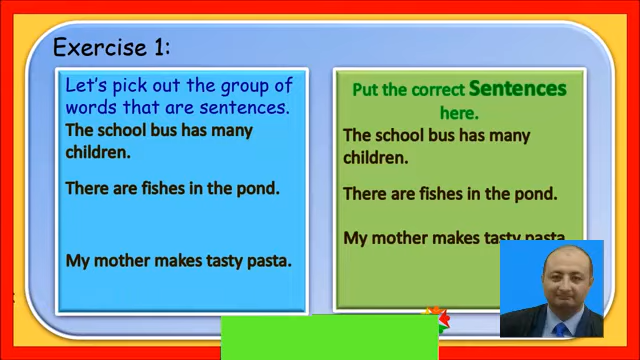 Exercise 1:
Let's pick out the group of
words that are sentences.
The school bus has many
children.
There are fishes in the pond.
My mother makes tasty pasta.
Put the correct Sentences
here.
The school bus has many
children.
There are fishes in the pond.
My mother makes tasty pasta